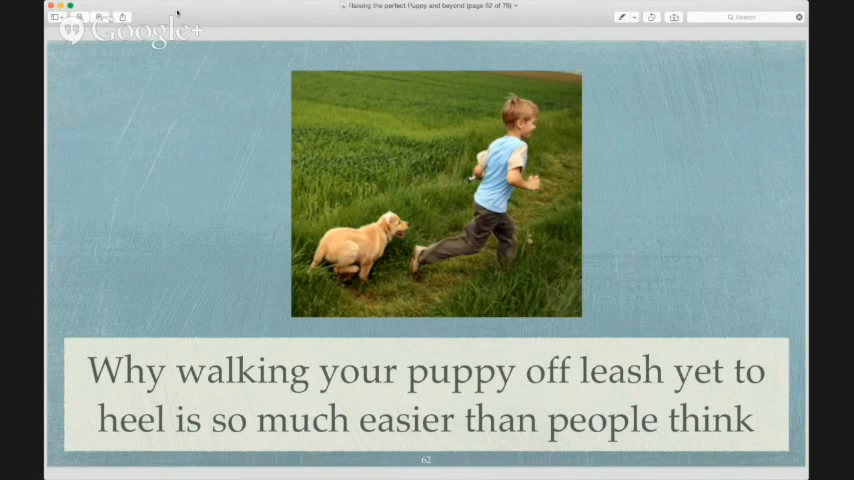 Raising the perfect Puppy and beyond (page 62 of 76)
Search
Google+
Why walking your puppy off leash yet to
heel is so much easier than people think
62